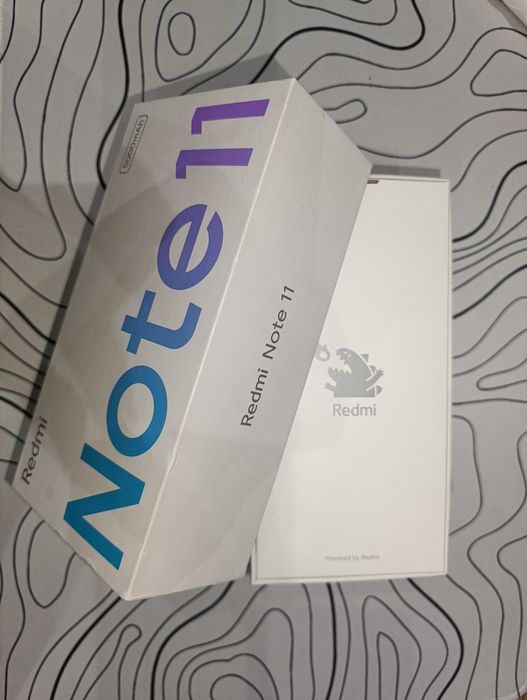 Redmi
Note 11
5000mAh
Redmi Note 11
Redmi
Powered by Redmi